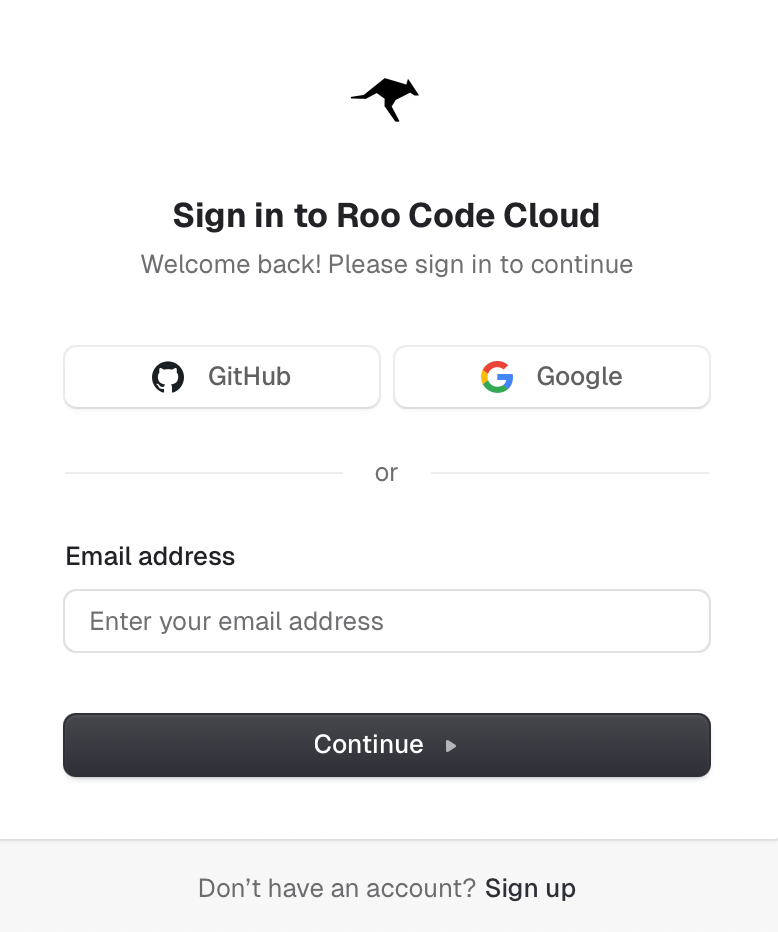 Sign in to Roo Code Cloud
Welcome back! Please sign in to continue
GitHub
Google
or
Email address
Enter your email address
Continue
Don’t have an account? Sign up